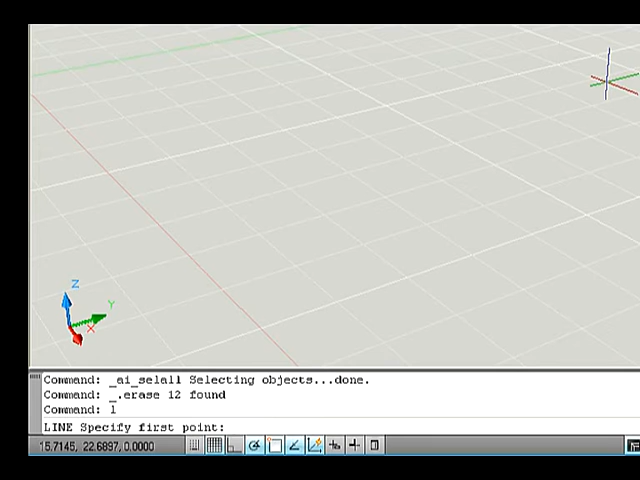 Z
Y
X
Command: _ai_selall Selecting objects...done.
Command: _.erase 12 found
Command: l
LINE Specify first point:
15.7145, 22.6897, 0.0000